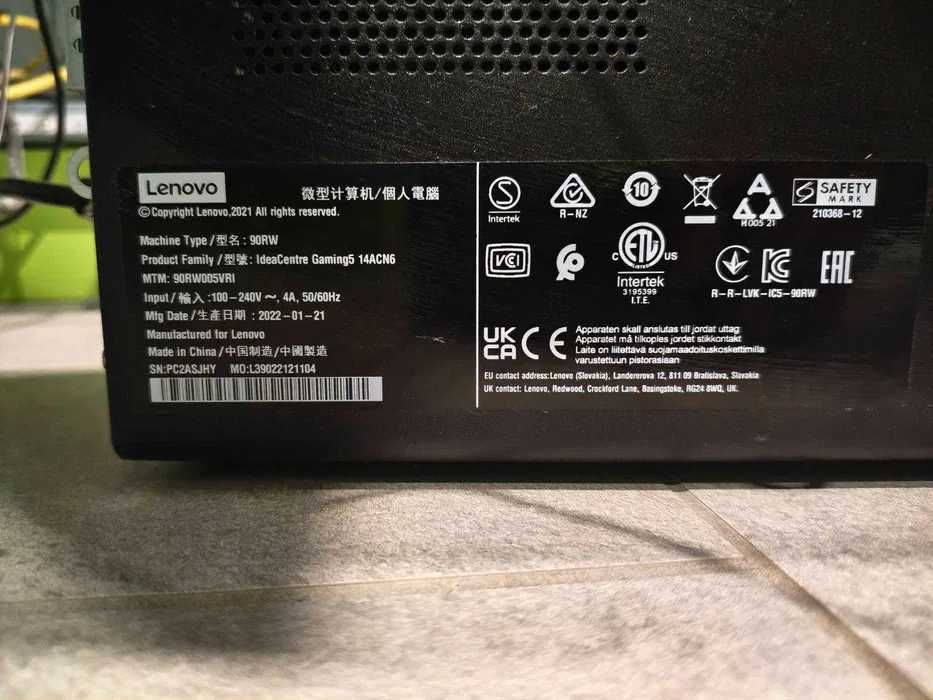 Lenovo
微型计算机/個人電腦
©Copyright Lenovo,2021 All rights reserved.
Machine Type /型名: 90RW
Product Family /型號: IdeaCentre Gaming5 14ACN6
MTM: 90RW005VRI
Input / 輸入 :100-240V ~, 4A, 50/60Hz
Mfg Date /生產日期 : 2022-01-21
Manufactured for Lenovo
Made in China /中国制造/中國製造
SN:PC2ASJHY MO:L39022121104
S
Intertek
R-NZ
10
H005 21
S SAFETY
MARK
210368-12
VCI
C ETL US
Intertek
3195399
I.T.E.
R-R-LVK-IC5-90RW
EAC
UK
CA
CE
Apparaten skall anslutas till jordat uttag
Apparatet må tilkoples jordet stikkontakt
Laite on liitettävä suojamaadoituskoskettimilla
varustettuun pistorasiaan
EU contact address:Lenovo (Slovakia), Landererova 12, 811 09 Bratislava, Slovakia
UK contact: Lenovo, Redwood, Crockford Lane, Basingstoke, RG24 8WQ, UK.